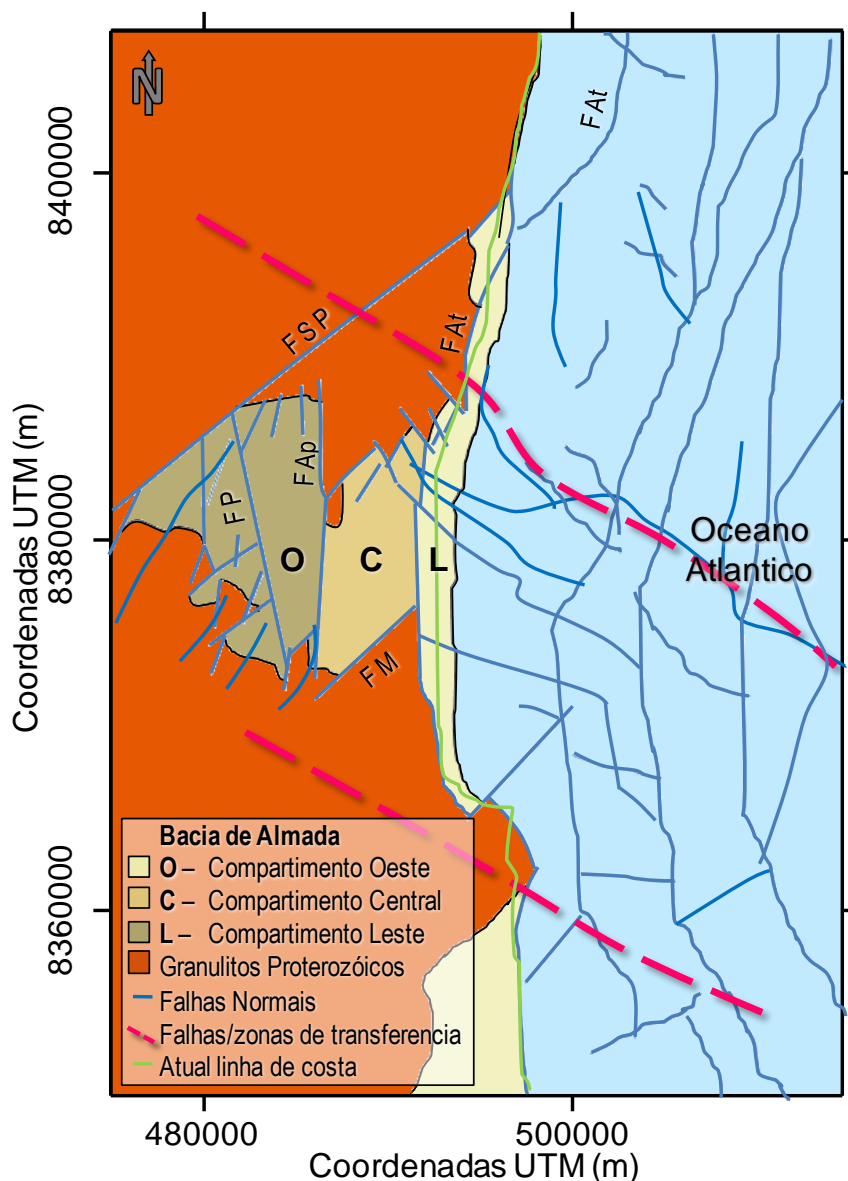 N
8400000
8380000
8360000
Coordenadas UTM (m)
FAt
FSP
FAt
FAp
FP
O
C
L
FM
Oceano
Atlantico
Bacia de Almada
O – Compartimento Oeste
C – Compartimento Central
L – Compartimento Leste
Granulitos Proterozóicos
Falhas Normais
Falhas/zonas de transferencia
Atual linha de costa
480000
500000
Coordenadas UTM (m)